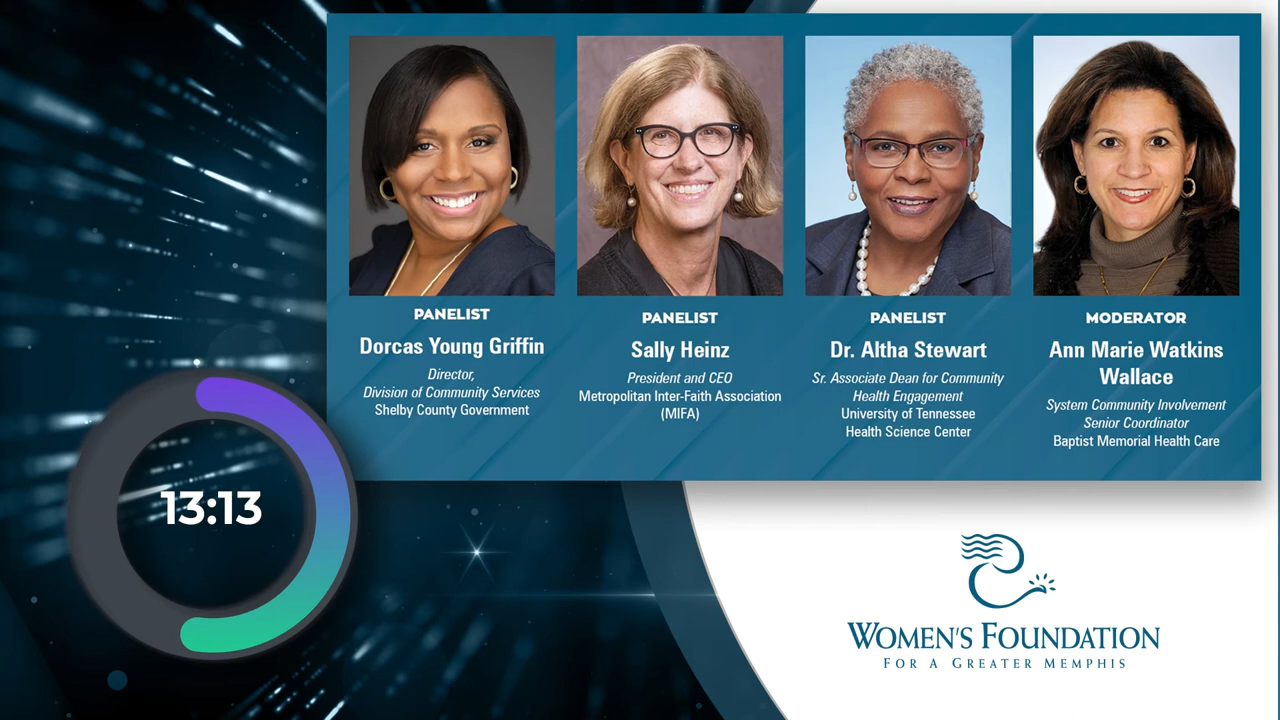 PANELIST
Dorcas Young Griffin
Director,
Division of Community Services
Shelby County Government
PANELIST
Sally Heinz
President and CEO
Metropolitan Inter-Faith Association
(MIFA)
PANELIST
Dr. Altha Stewart
Sr. Associate Dean for Community
Health Engagement
University of Tennessee
Health Science Center
MODERATOR
Ann Marie Watkins
Wallace
System Community Involvement
Senior Coordinator
Baptist Memorial Health Care
13:13
WOMEN'S FOUNDATION
FOR A GREATER MEMPHIS